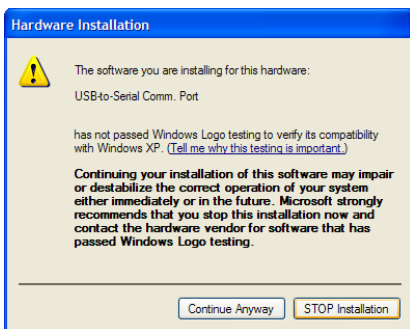 Hardware Installation
The software you are installing for this hardware:
USB-to-Serial Comm. Port
has not passed Windows Logo testing to verify its compatibility
with Windows XP. (Tell me why this testing is important.)
Continuing your installation of this software may impair
or destabilize the correct operation of your system
either immediately or in the future. Microsoft strongly
recommends that you stop this installation now and
contact the hardware vendor for software that has
passed Windows Logo testing.
Continue Anyway
STOP Installation